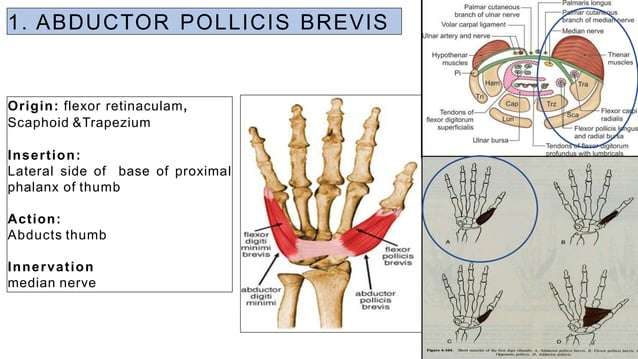 1. ABDUCTOR POLLICIS BREVIS
Origin: flexor retinaculam,
Scaphoid &Trapezium
Insertion:
Lateral side of base of proximal
phalanx of thumb
Action:
Abducts thumb
Innervation
median nerve
flexor
digiti
minimi
brevis
flexor
pollicis
brevis
abductor
digiti
minimi
abductor
pollicis
brevis
Palmar cutaneous
branch of ulnar nerve
Volar carpal ligament
Ulnar artery and nerve
Hypothenar
muscles
Pi
Tri
Ham
Cap
Lun
Trz
Tra
Sca
Tendons of
flexor digitorum
superficialis
Ulnar bursa
Palmaris longus
Palmar cutaneous
branch of median nerve
Median nerve
Thenar
muscles
Flexor carpi
radialis
Flexor pollicis longus
and radial bursa
Tendons of flexor digitorum
profundus with lumbricals
A
B
C
D